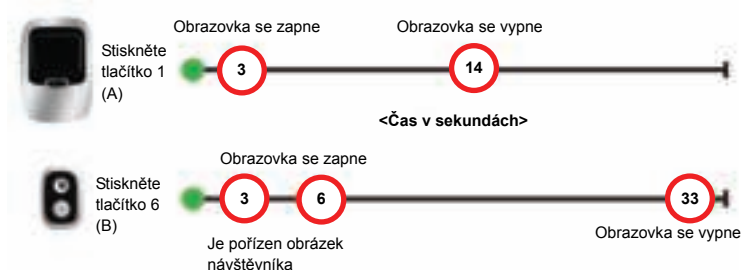 Obrazovka se zapne
Obrazovka se vypne
Stiskněte
tlačítko 1
(A)
3
14
<Čas v sekundách>
Obrazovka se zapne
Stiskněte
tlačítko 6
(B)
3
6
33
Obrazovka se vypne
Je pořízen obrázek
návštěvníka